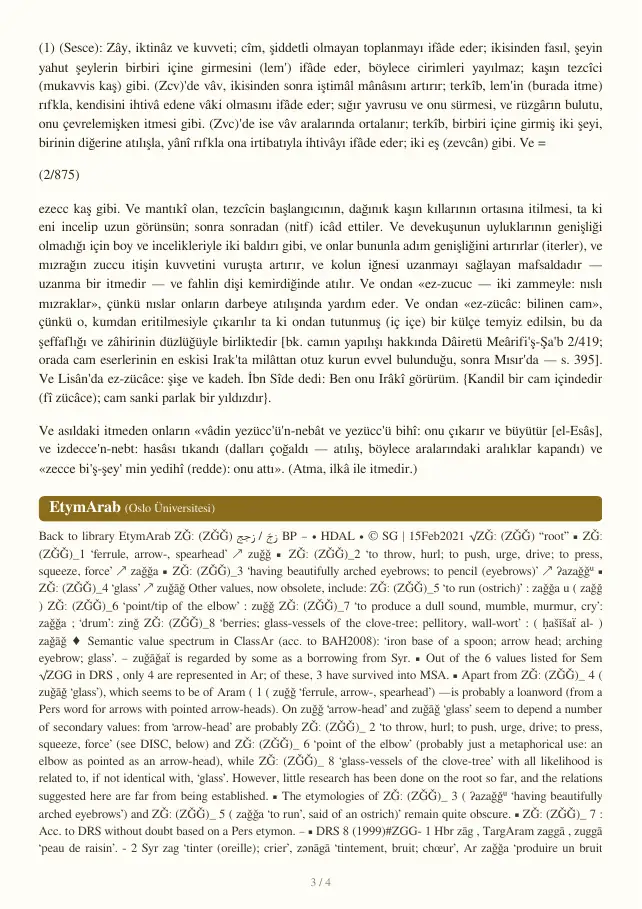 (1) (Sesce): Zây, iktinâz ve kuvveti; cîm, şiddetli olmayan toplanmayı ifâde eder; ikisinden fasıl, şeyin
yahut şeylerin birbiri içine girmesini (lem') ifâde eder, böylece cirimleri yayılmaz; kaşın tezcîci
(mukavvis kaş) gibi. (Zcv)'de vâv, ikisinden sonra iştimâl mânâsını artırır; terkîb, lem'in (burada itme)
rıfkla, kendisini ihtivâ edene vâki olmasını ifâde eder; sığır yavrusu ve onu sürmesi, ve rüzgârın bulutu,
onu çevrelemişken itmesi gibi. (Zvc)'de ise vâv aralarında ortalanır; terkîb, birbiri içine girmiş iki şeyi,
birinin diğerine atılışla, yânî rıfkla ona irtibatıyla ihtivâyı ifâde eder; iki eş (zevcân) gibi. Ve =
(2/875)
ezecc kaş gibi. Ve mantıkî olan, tezcîcin başlangıcının, dağınık kaşın kıllarının ortasına itilmesi, ta ki
eni incelip uzun görünsün; sonra sonradan (nitf) icâd ettiler. Ve devekuşunun uyluklarının genişliği
olmadığı için boy ve incelikleriyle iki baldırı gibi, ve onlar bununla adım genişliğini artırırlar (iterler), ve
mızrağın zuccu itişin kuvvetini vuruşta artırır, ve kolun iğnesi uzanmayı sağlayan mafsaldadır —
uzanma bir itmedir — ve fahlin dişi kemirdiğinde atılır. Ve ondan «ez-zucuc — iki zammeyle: nıslı
mızraklar», çünkü nıslar onların darbeye atılışında yardım eder. Ve ondan «ez-zücâc: bilinen cam»,
çünkü o, kumdan eritilmesiyle çıkarılır ta ki ondan tutunmuş (iç içe) bir külçe temyiz edilsin, bu da
şeffaflığı ve zâhirinin düzlüğüyle birliktedir [bk. camın yapılışı hakkında Dâiretü Meârifi'ş-Şa'b 2/419;
orada cam eserlerinin en eskisi Irak'ta milâttan otuz kurun evvel bulunduğu, sonra Mısır'da — s. 395].
Ve Lisân'da ez-zücâce: şişe ve kadeh. İbn Sîde dedi: Ben onu Irâkî görürüm. {Kandil bir cam içindedir
(fî zücâce); cam sanki parlak bir yıldızdır}.
Ve asıldaki itmeden onların «vâdin yezücc'ü'n-nebât ve yezücc'ü bihî: onu çıkarır ve büyütür [el-Esâs],
ve izdecce'n-nebt: hasâsı tıkandı (dalları çoğaldı — atılış, böylece aralarındaki aralıklar kapandı) ve
«zecce bi'ş-şey' min yedihî (redde): onu attı». (Atma, ilkâ ile itmedir.)
EtymArab (Oslo Üniversitesi)
Back to library EtymArab ZĞ: (ZĞĞ) زجّ / زجج BP – • HDAL • © SG | 15Feb2021 √ZĞ: (ZĞĞ) “root” ▪ ZĞ:
(ZĞĞ)_1 ‘ferrule, arrow-, spearhead’ ↗ zuğğ ▪ ZĞ: (ZĞĞ)_2 ‘to throw, hurl; to push, urge, drive; to press,
squeeze, force’ ↗ zağğa ▪ ZĞ: (ZĞĞ)_3 ‘having beautifully arched eyebrows; to pencil (eyebrows)’ ↗ ʔazağğᵘ ▪
ZĞ: (ZĞĞ)_4 ‘glass’ ↗ zuğāğ Other values, now obsolete, include: ZĞ: (ZĞĞ)_5 ‘to run (ostrich)’ : zağğa u ( zağğ
) ZĞ: (ZĞĞ)_6 ‘point/tip of the elbow’ : zuğğ ZĞ: (ZĞĞ)_7 ‘to produce a dull sound, mumble, murmur, cry’:
zağğa ; ‘drum’: zinğ ZĞ: (ZĞĞ)_8 ‘berries; glass-vessels of the clove-tree; pellitory, wall-wort’ : ( ḥašīšaẗ al- )
zağāğ ♦ Semantic value spectrum in ClassAr (acc. to BAH2008): ‘iron base of a spoon; arrow head; arching
eyebrow; glass’. – zuğāğaẗ is regarded by some as a borrowing from Syr. ▪ Out of the 6 values listed for Sem
√ZGG in DRS , only 4 are represented in Ar; of these, 3 have survived into MSA. ▪ Apart from ZĞ: (ZĞĞ)_ 4 (
zuğāğ ‘glass’), which seems to be of Aram ( 1 ( zuğğ ‘ferrule, arrow-, spearhead’) —is probably a loanword (from a
Pers word for arrows with pointed arrow-heads). On zuğğ ‘arrow-head’ and zuğāğ ‘glass’ seem to depend a number
of secondary values: from ‘arrow-head’ are probably ZĞ: (ZĞĞ)_ 2 ‘to throw, hurl; to push, urge, drive; to press,
squeeze, force’ (see DISC, below) and ZĞ: (ZĞĞ)_ 6 ‘point of the elbow’ (probably just a metaphorical use: an
elbow as pointed as an arrow-head), while ZĞ: (ZĞĞ)_ 8 ‘glass-vessels of the clove-tree’ with all likelihood is
related to, if not identical with, ‘glass’. However, little research has been done on the root so far, and the relations
suggested here are far from being established. ▪ The etymologies of ZĞ: (ZĞĞ)_ 3 ( ʔazağğᵘ ‘having beautifully
arched eyebrows’) and ZĞ: (ZĞĞ)_ 5 ( zağğa ‘to run’, said of an ostrich)’ remain quite obscure. ▪ ZĞ: (ZĞĞ)_ 7 :
Acc. to DRS without doubt based on a Pers etymon. – ▪ DRS 8 (1999)#ZGG- 1 Hbr zāg , TargAram zaggā , zuggā
‘peau de raisin’. - 2 Syr zag ‘tinter (oreille); crier’, zənāgā ‘tintement, bruit; chœur’, Ar zağğa ‘produire un bruit
3 / 4